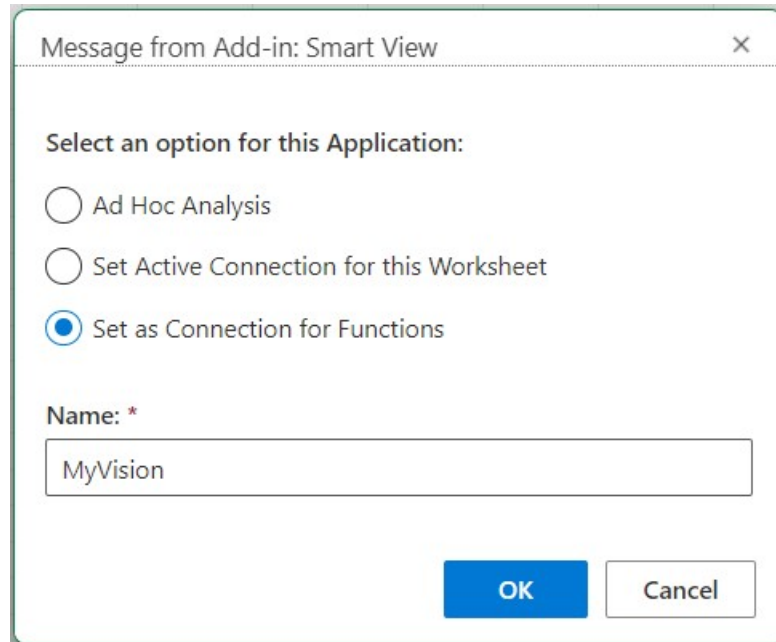 Message from Add-in: Smart View
Select an option for this Application:
Ad Hoc Analysis
Set Active Connection for this Worksheet
Set as Connection for Functions
Name: *
MyVision
OK Cancel